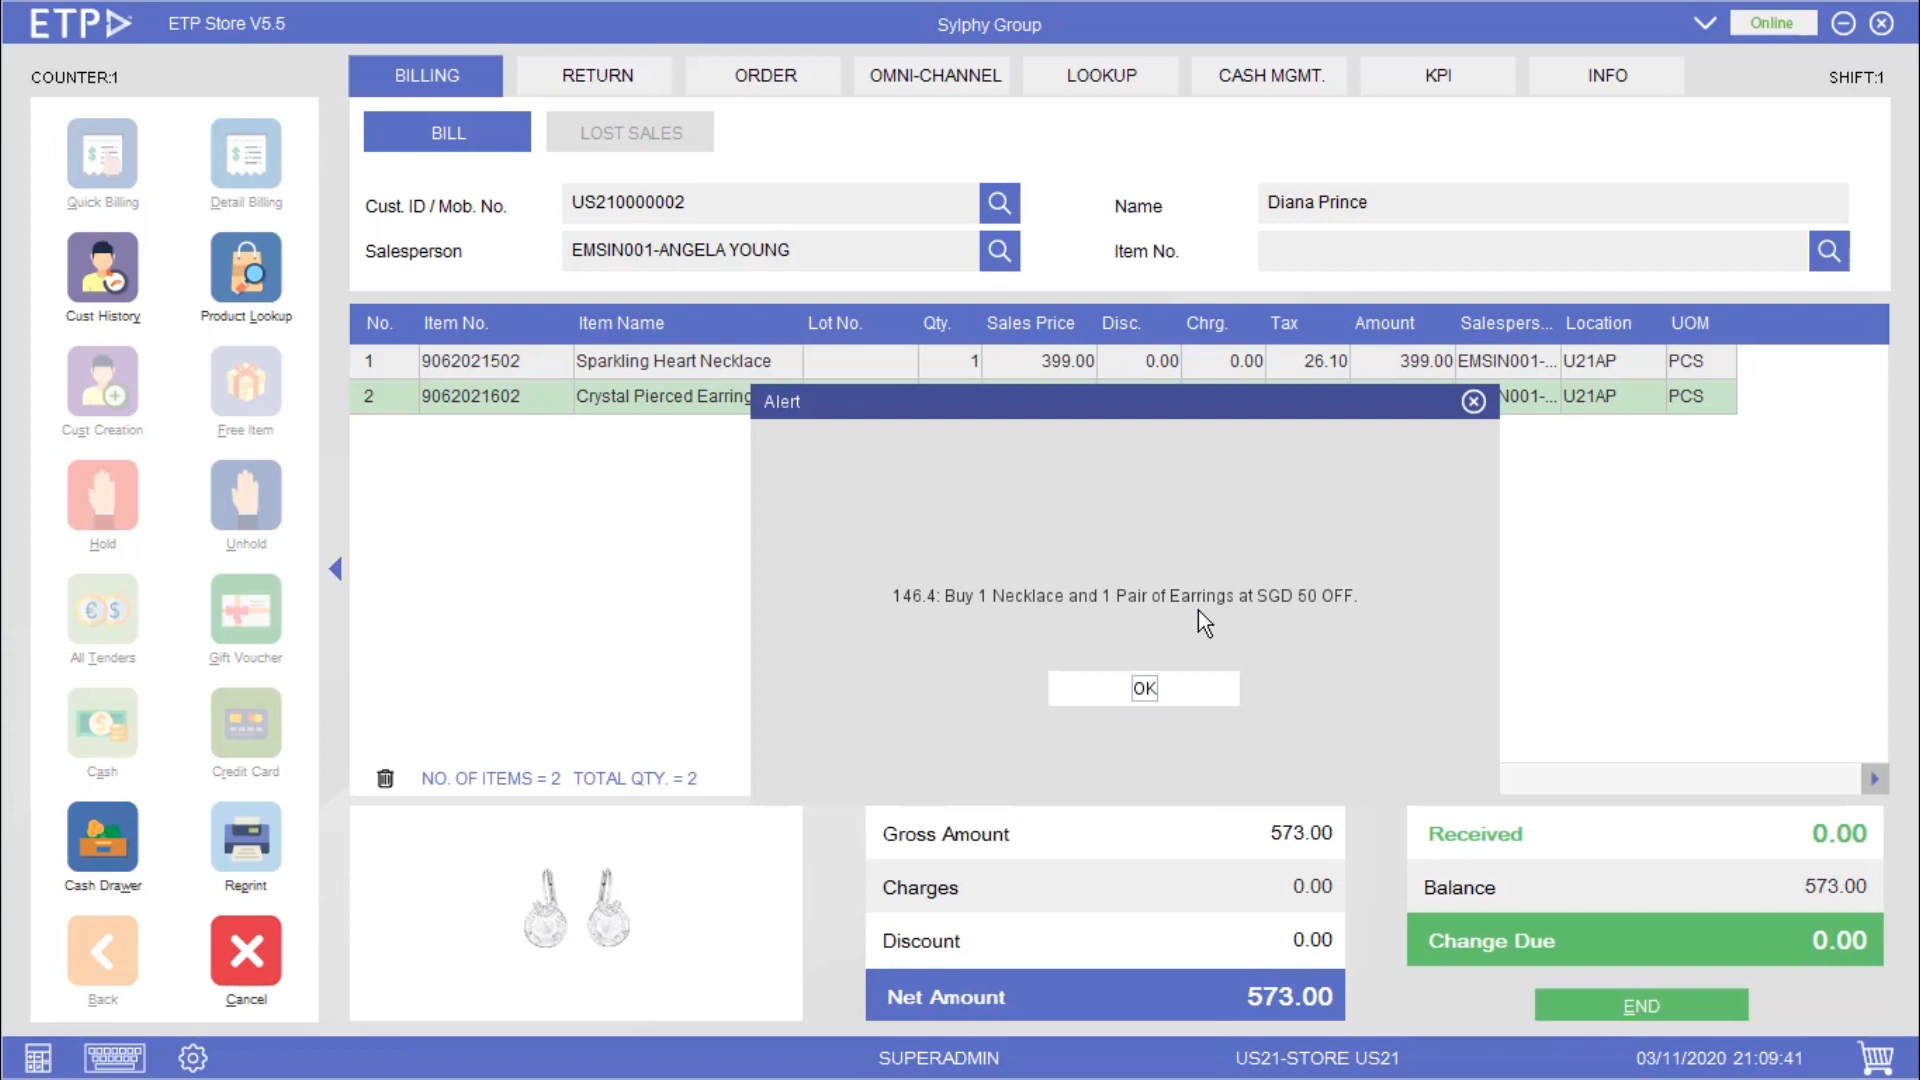 ETP
ETP Store V5.5
Sylphy Group
Online
COUNTER:1
BILLING
RETURN
ORDER
OMNI-CHANNEL
LOOKUP
CASH MGMT.
KPI
INFO
SHIFT:1
BILL
LOST SALES
Quick Billing
Detail Billing
Cust. ID / Mob. No.
US210000002
Name
Diana Prince
Salesperson
EMSIN001-ANGELA YOUNG
Item No.
Cust History
Product Lookup
No. Item No. Item Name Lot No. Qty. Sales Price Disc. Chrg. Tax Amount Salespers... Location UOM
1 9062021502 Sparkling Heart Necklace 1 399.00 0.00 0.00 26.10 399.00 EMSIN001-... U21AP PCS
2 9062021602 Crystal Pierced Earring N001-... U21AP PCS
Alert
Cust Creation
Free Item
Hold
Unhold
146.4: Buy 1 Necklace and 1 Pair of Earrings at SGD 50 OFF.
OK
All Tenders
Gift Voucher
Cash
Credit Card
NO. OF ITEMS = 2 TOTAL QTY. = 2
Cash Drawer
Reprint
Back
Cancel
Gross Amount 573.00
Charges 0.00
Discount 0.00
Net Amount 573.00
Received 0.00
Balance 573.00
Change Due 0.00
END
SUPERADMIN
US21-STORE US21
03/11/2020 21:09:41